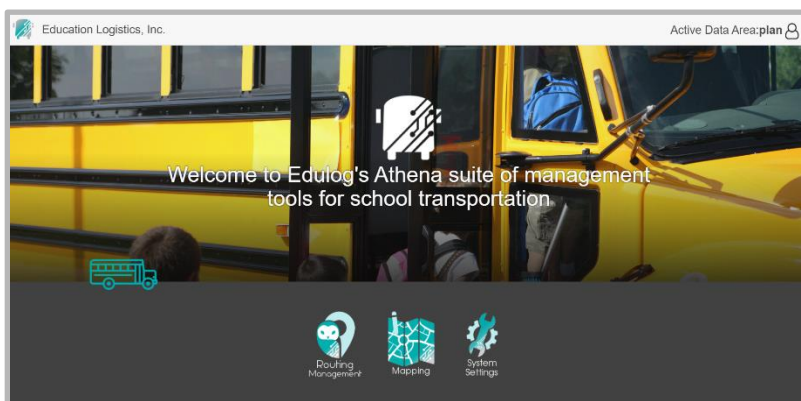 Education Logistics, Inc.
Active Data Area:plan
Welcome to Edulog's Athena suite of management
tools for school transportation
Routing
Management
Mapping
System
Settings